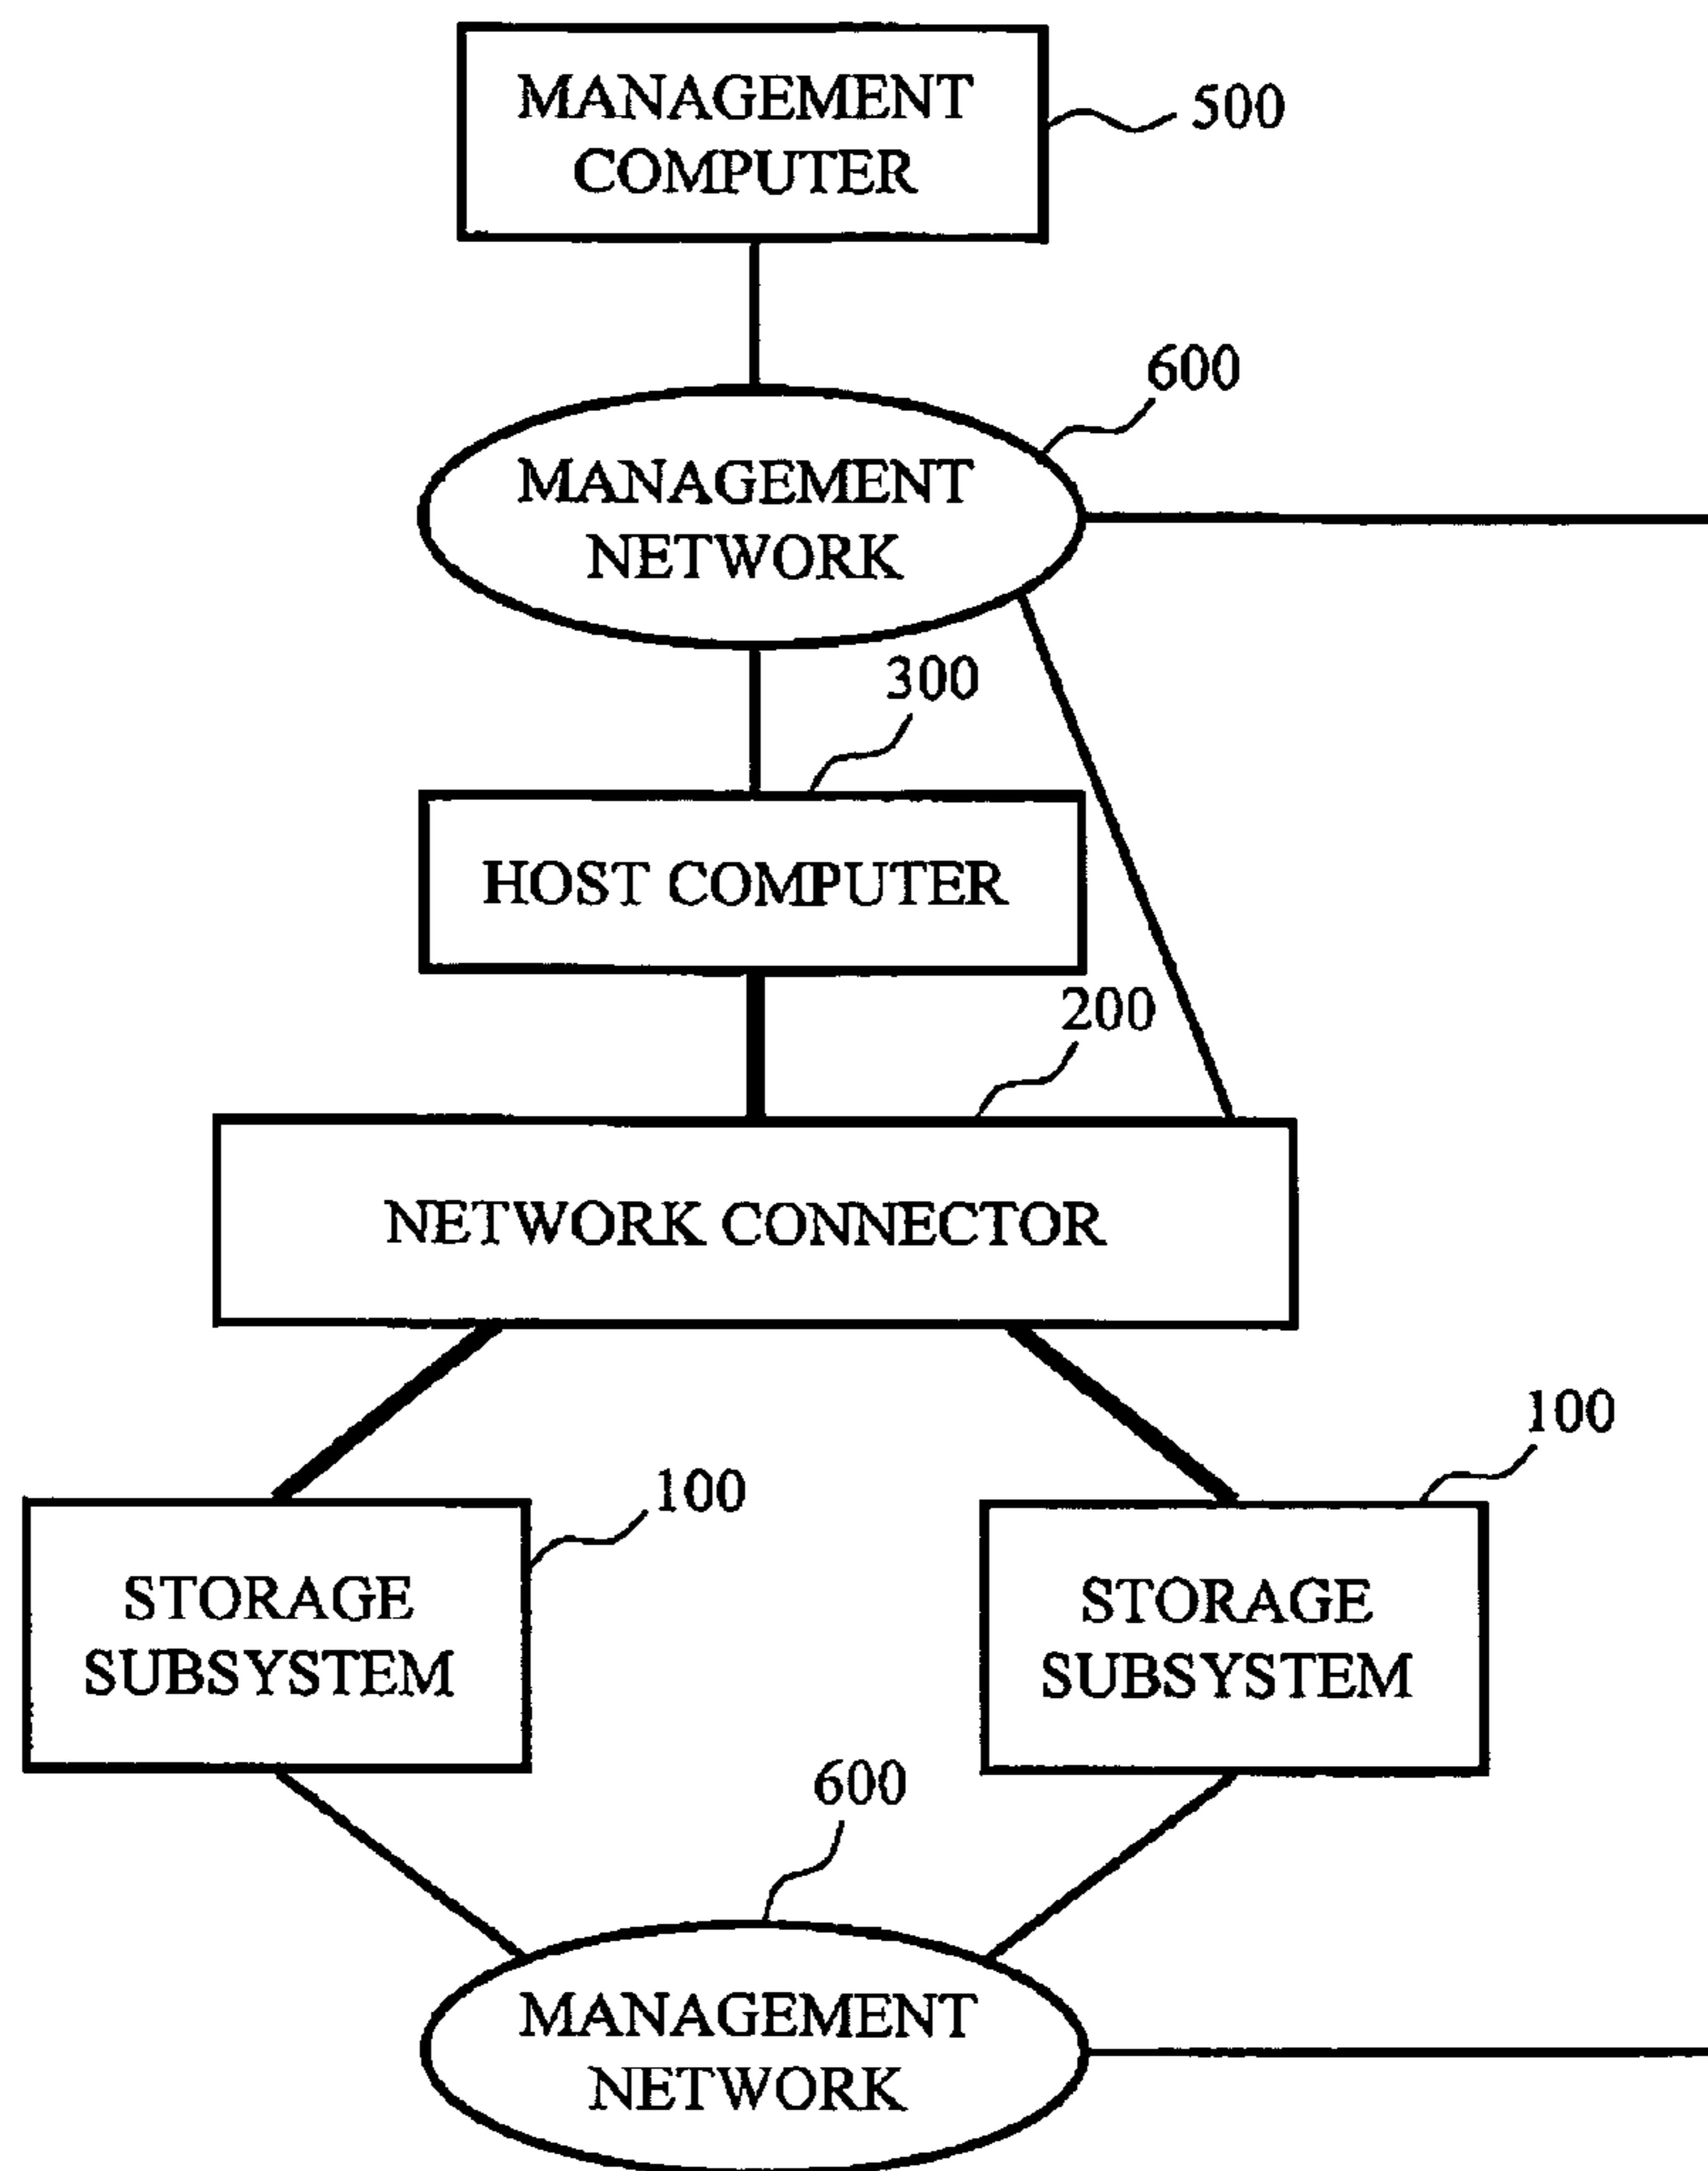 MANAGEMENT
COMPUTER
500
600
MANAGEMENT
NETWORK
300
HOST COMPUTER
200
NETWORK CONNECTOR
100
100
STORAGE
SUBSYSTEM
STORAGE
SUBSYSTEM
600
MANAGEMENT
NETWORK